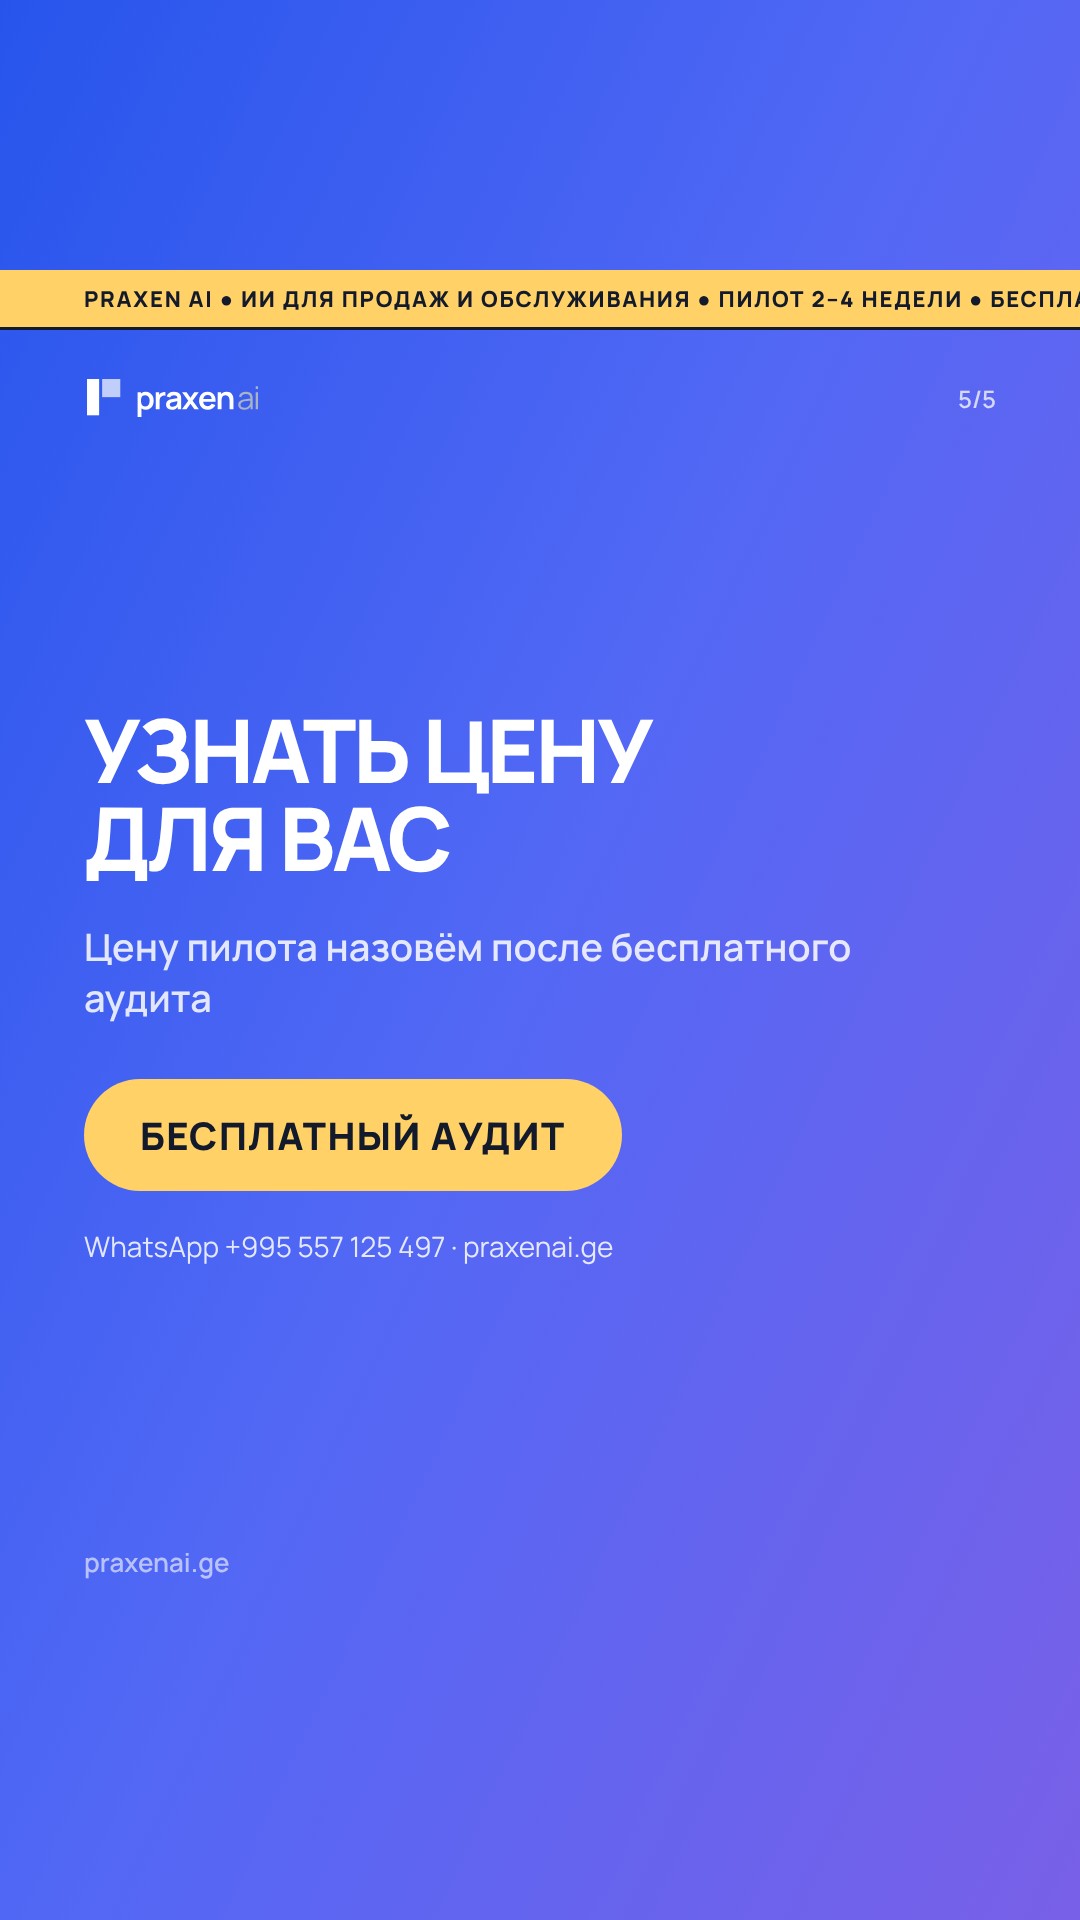 PRAXEN AI ● ИИ ДЛЯ ПРОДАЖ И ОБСЛУЖИВАНИЯ ● ПИЛОТ 2–4 НЕДЕЛИ ●
praxen ai
5/5
УЗНАТЬ ЦЕНУ
ДЛЯ ВАС
Цену пилота назовём после бесплатного
аудита
БЕСПЛАТНЫЙ АУДИТ
WhatsApp +995 557 125 497 · praxenai.ge
praxenai.ge